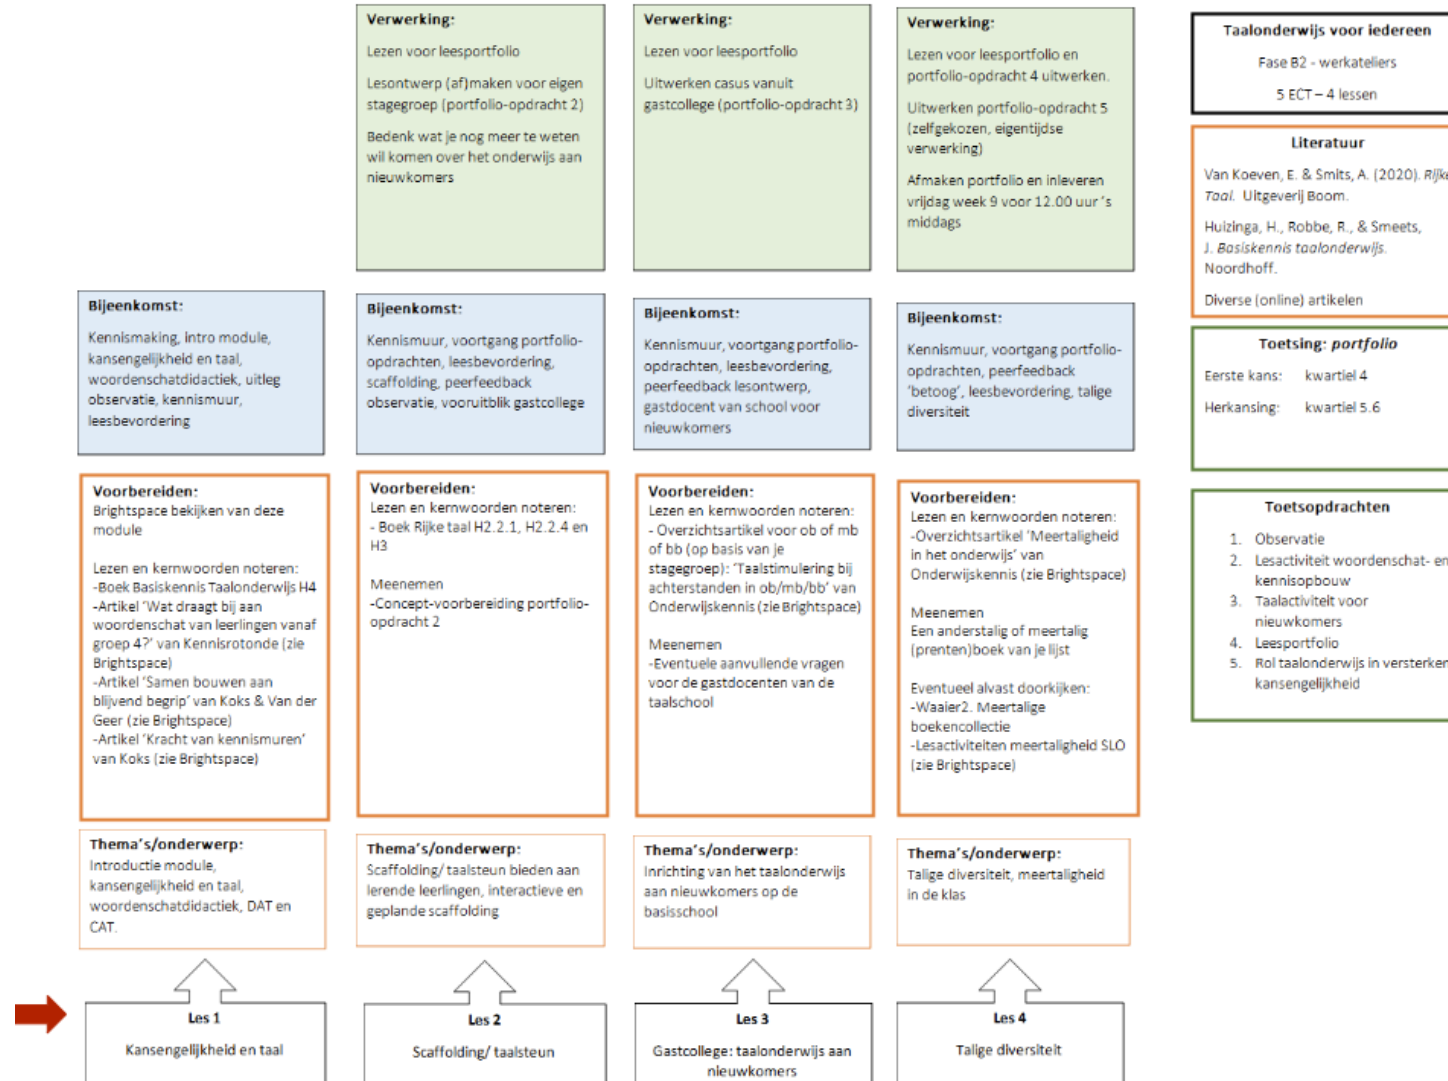 Verwerking:
Lezen voor leesportfolio
Lesontwerp (af)maken voor eigen
stagegroep (portfolio-opdracht 2)
Bedenk wat je nog meer te weten
wil komen over het onderwijs aan
nieuwkomers
Verwerking:
Lezen voor leesportfolio
Uitwerken casus vanuit
gastcollege (portfolio-opdracht 3)
Verwerking:
Lezen voor leesportfolio en
portfolio-opdracht 4 uitwerken.
Uitwerken portfolio-opdracht 5
(zelfgekozen, eigentijdse
verwerking)
Afmaken portfolio en inleveren
vrijdag week 9 voor 12.00 uur 's
middags
Taalonderwijs voor iedereen
Fase B2 - werkateliers
5 ECT – 4 lessen
Literatuur
Van Koeven, E. & Smits, A. (2020). Rijke
Taal. Uitgeverij Boom.
Huizinga, H., Robbe, R., & Smeets,
J. Basiskennis taalonderwijs.
Noordhoff.
Diverse (online) artikelen
Toetsing: portfolio
Eerste kans: kwartiel 4
Herkansing: kwartiel 5.6
Toetsopdrachten
1. Observatie
2. Lesactiviteit woordenschat- en
kennisopbouw
3. Taalactiviteit voor
nieuwkomers
4. Leesportfolio
5. Rol taalonderwijs in versterken
kansengelijkheid
Bijeenkomst:
Kennismaking, intro module,
kansengelijkheid en taal,
woordenschatdidactiek, uitleg
observatie, kennismuur,
leesbevordering
Bijeenkomst:
Kennismuur, voortgang portfolio-
opdrachten, leesbevordering,
scaffolding, peerfeedback
observatie, vooruitblik gastcollege
Bijeenkomst:
Kennismuur, voortgang portfolio-
opdrachten, leesbevordering,
peerfeedback lesontwerp,
gastdocent van school voor
nieuwkomers
Bijeenkomst:
Kennismuur, voortgang portfolio-
opdrachten, peerfeedback
'betoog', leesbevordering, talige
diversiteit
Voorbereiden:
Brightspace bekijken van deze
module
Lezen en kernwoorden noteren:
-Boek Basiskennis Taalonderwijs H4
-Artikel 'Wat draagt bij aan
woordenschat van leerlingen vanaf
groep 4?' van Kennisrotonde (zie
Brightspace)
-Artikel 'Samen bouwen aan
blijvend begrip' van Koks & Van der
Geer (zie Brightspace)
-Artikel 'Kracht van kennismuren'
van Koks (zie Brightspace)
Voorbereiden:
Lezen en kernwoorden noteren:
- Boek Rijke taal H2.2.1, H2.2.4 en
H3
Meenemen
-Concept-voorbereiding portfolio-
opdracht 2
Voorbereiden:
Lezen en kernwoorden noteren:
- Overzichtsartikel voor ob of mb
of bb (op basis van je
stagegroep): 'Taalstimulering bij
achterstanden in ob/mb/bb' van
Onderwijskennis (zie Brightspace)
Meenemen
-Eventuele aanvullende vragen
voor de gastdocenten van de
taalschool
Voorbereiden:
Lezen en kernwoorden noteren:
-Overzichtsartikel 'Meertaligheid
in het onderwijs' van
Onderwijskennis (zie Brightspace)
Meenemen
Een anderstalig of meertalig
(prenten)boek van je lijst
Eventueel alvast doorkijken:
-Waaier2. Meertalige
boekencollectie
-Lesactiviteiten meertaligheid SLO
(zie Brightspace)
Thema's/onderwerp:
Introductie module,
kansengelijkheid en taal,
woordenschatdidactiek, DAT en
CAT.
Thema's/onderwerp:
Scaffolding/ taalsteun bieden aan
lerende leerlingen, interactieve en
geplande scaffolding
Thema's/onderwerp:
Inrichting van het taalonderwijs
aan nieuwkomers op de
basisschool
Thema's/onderwerp:
Talige diversiteit, meertaligheid
in de klas
Les 1
Kansengelijkheid en taal
Les 2
Scaffolding/ taalsteun
Les 3
Gastcollege: taalonderwijs aan
nieuwkomers
Les 4
Talige diversiteit